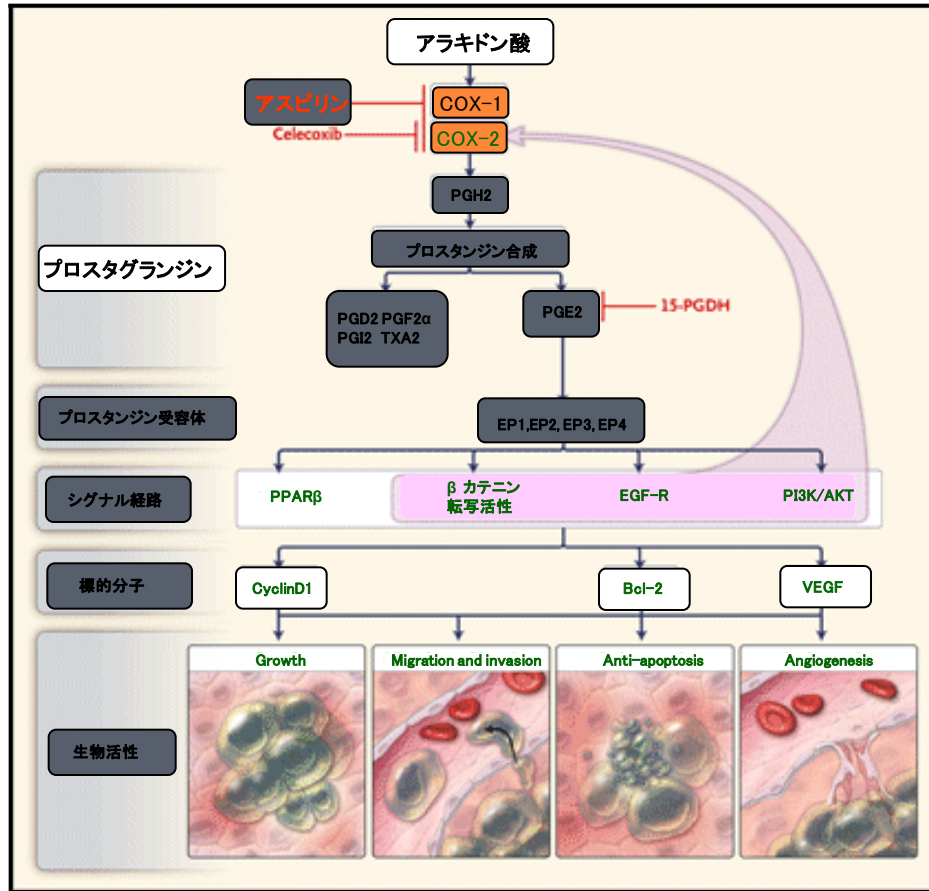 アラキドン酸
アスピリン
COX-1
Celecoxib
COX-2
PGH2
プロスタンジン合成
プロスタグランジン
PGD2 PGF2α
PGI2 TXA2
PGE2
15-PGDH
プロスタンジン受容体
EP1,EP2, EP3, EP4
シグナル経路
PPARβ
β カテニン
転写活性
EGF-R
PI3K/AKT
標的分子
CyclinD1
Bcl-2
VEGF
Growth
Migration and invasion
Anti-apoptosis
Angiogenesis
生物活性